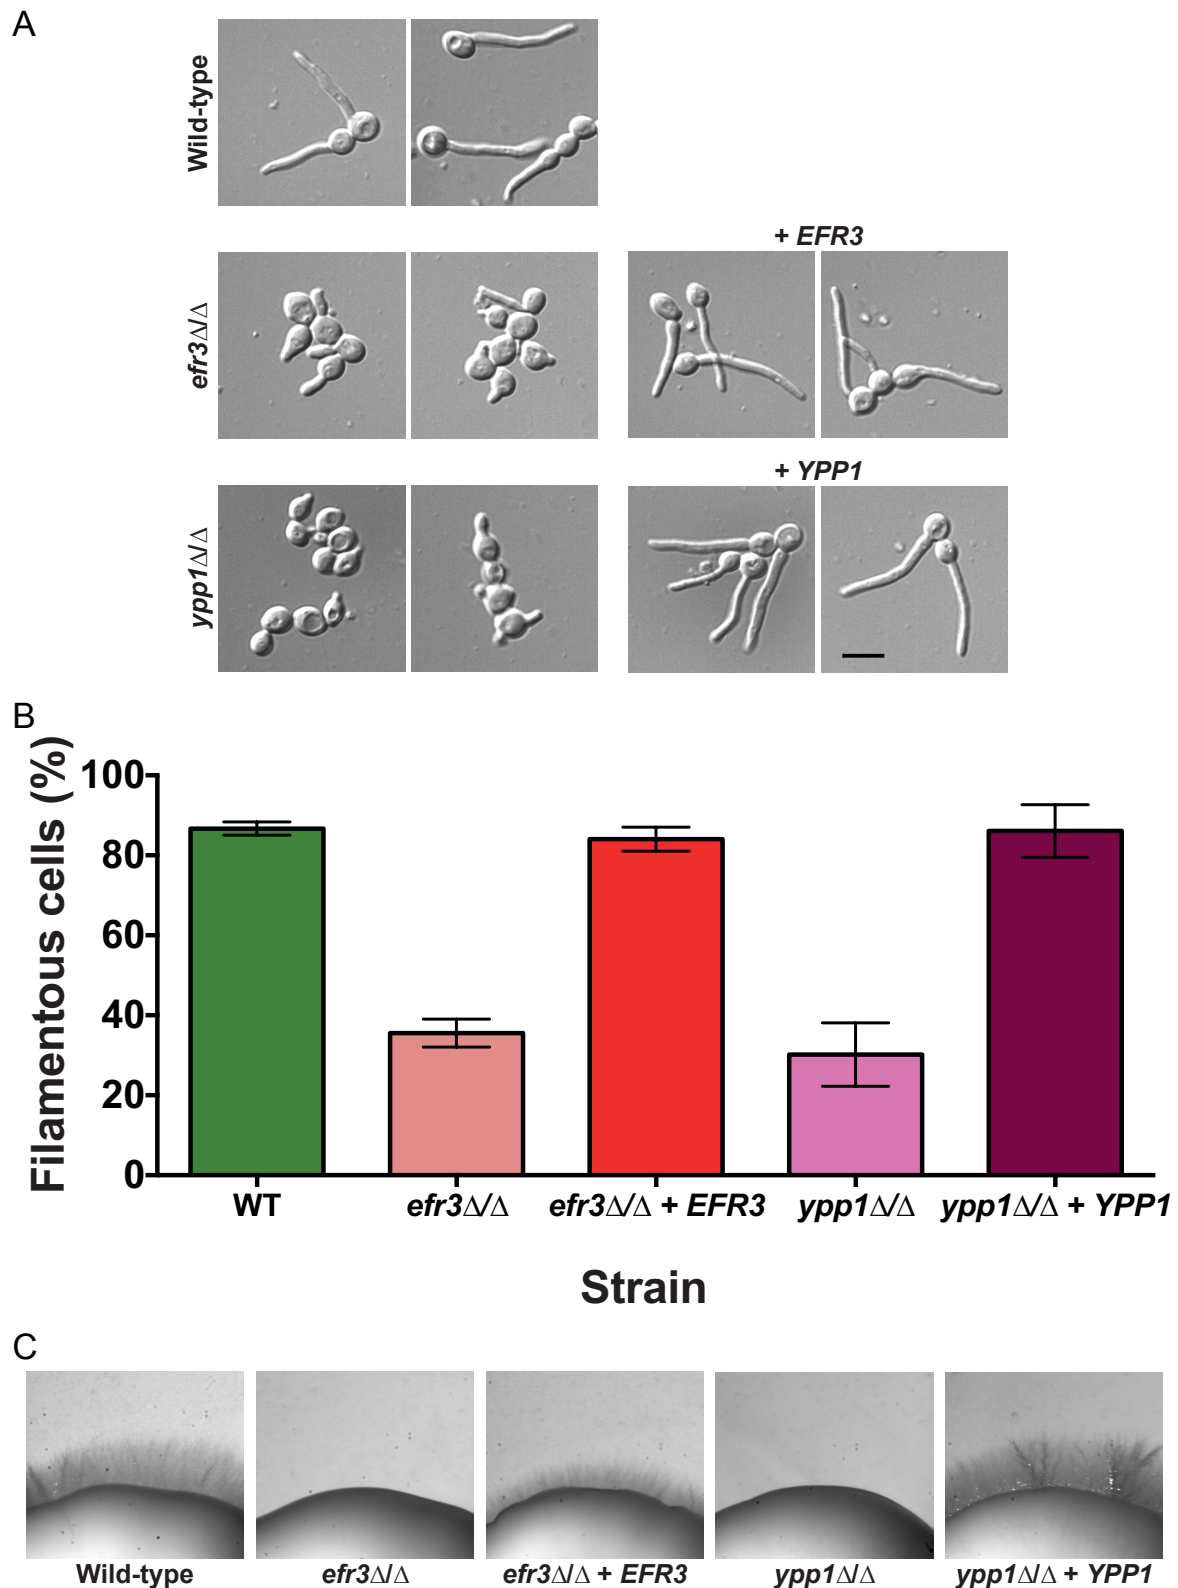 A
Wild-type
+ EFR3
efr3Δ/Δ
+ YPP1
ypp1Δ/Δ
B
Filamentous cells (%)
100
80
60
40
20
0
WT efr3Δ/Δ efr3Δ/Δ + EFR3 ypp1Δ/Δ ypp1Δ/Δ + YPP1
Strain
C
Wild-type efr3Δ/Δ efr3Δ/Δ + EFR3 ypp1Δ/Δ ypp1Δ/Δ + YPP1